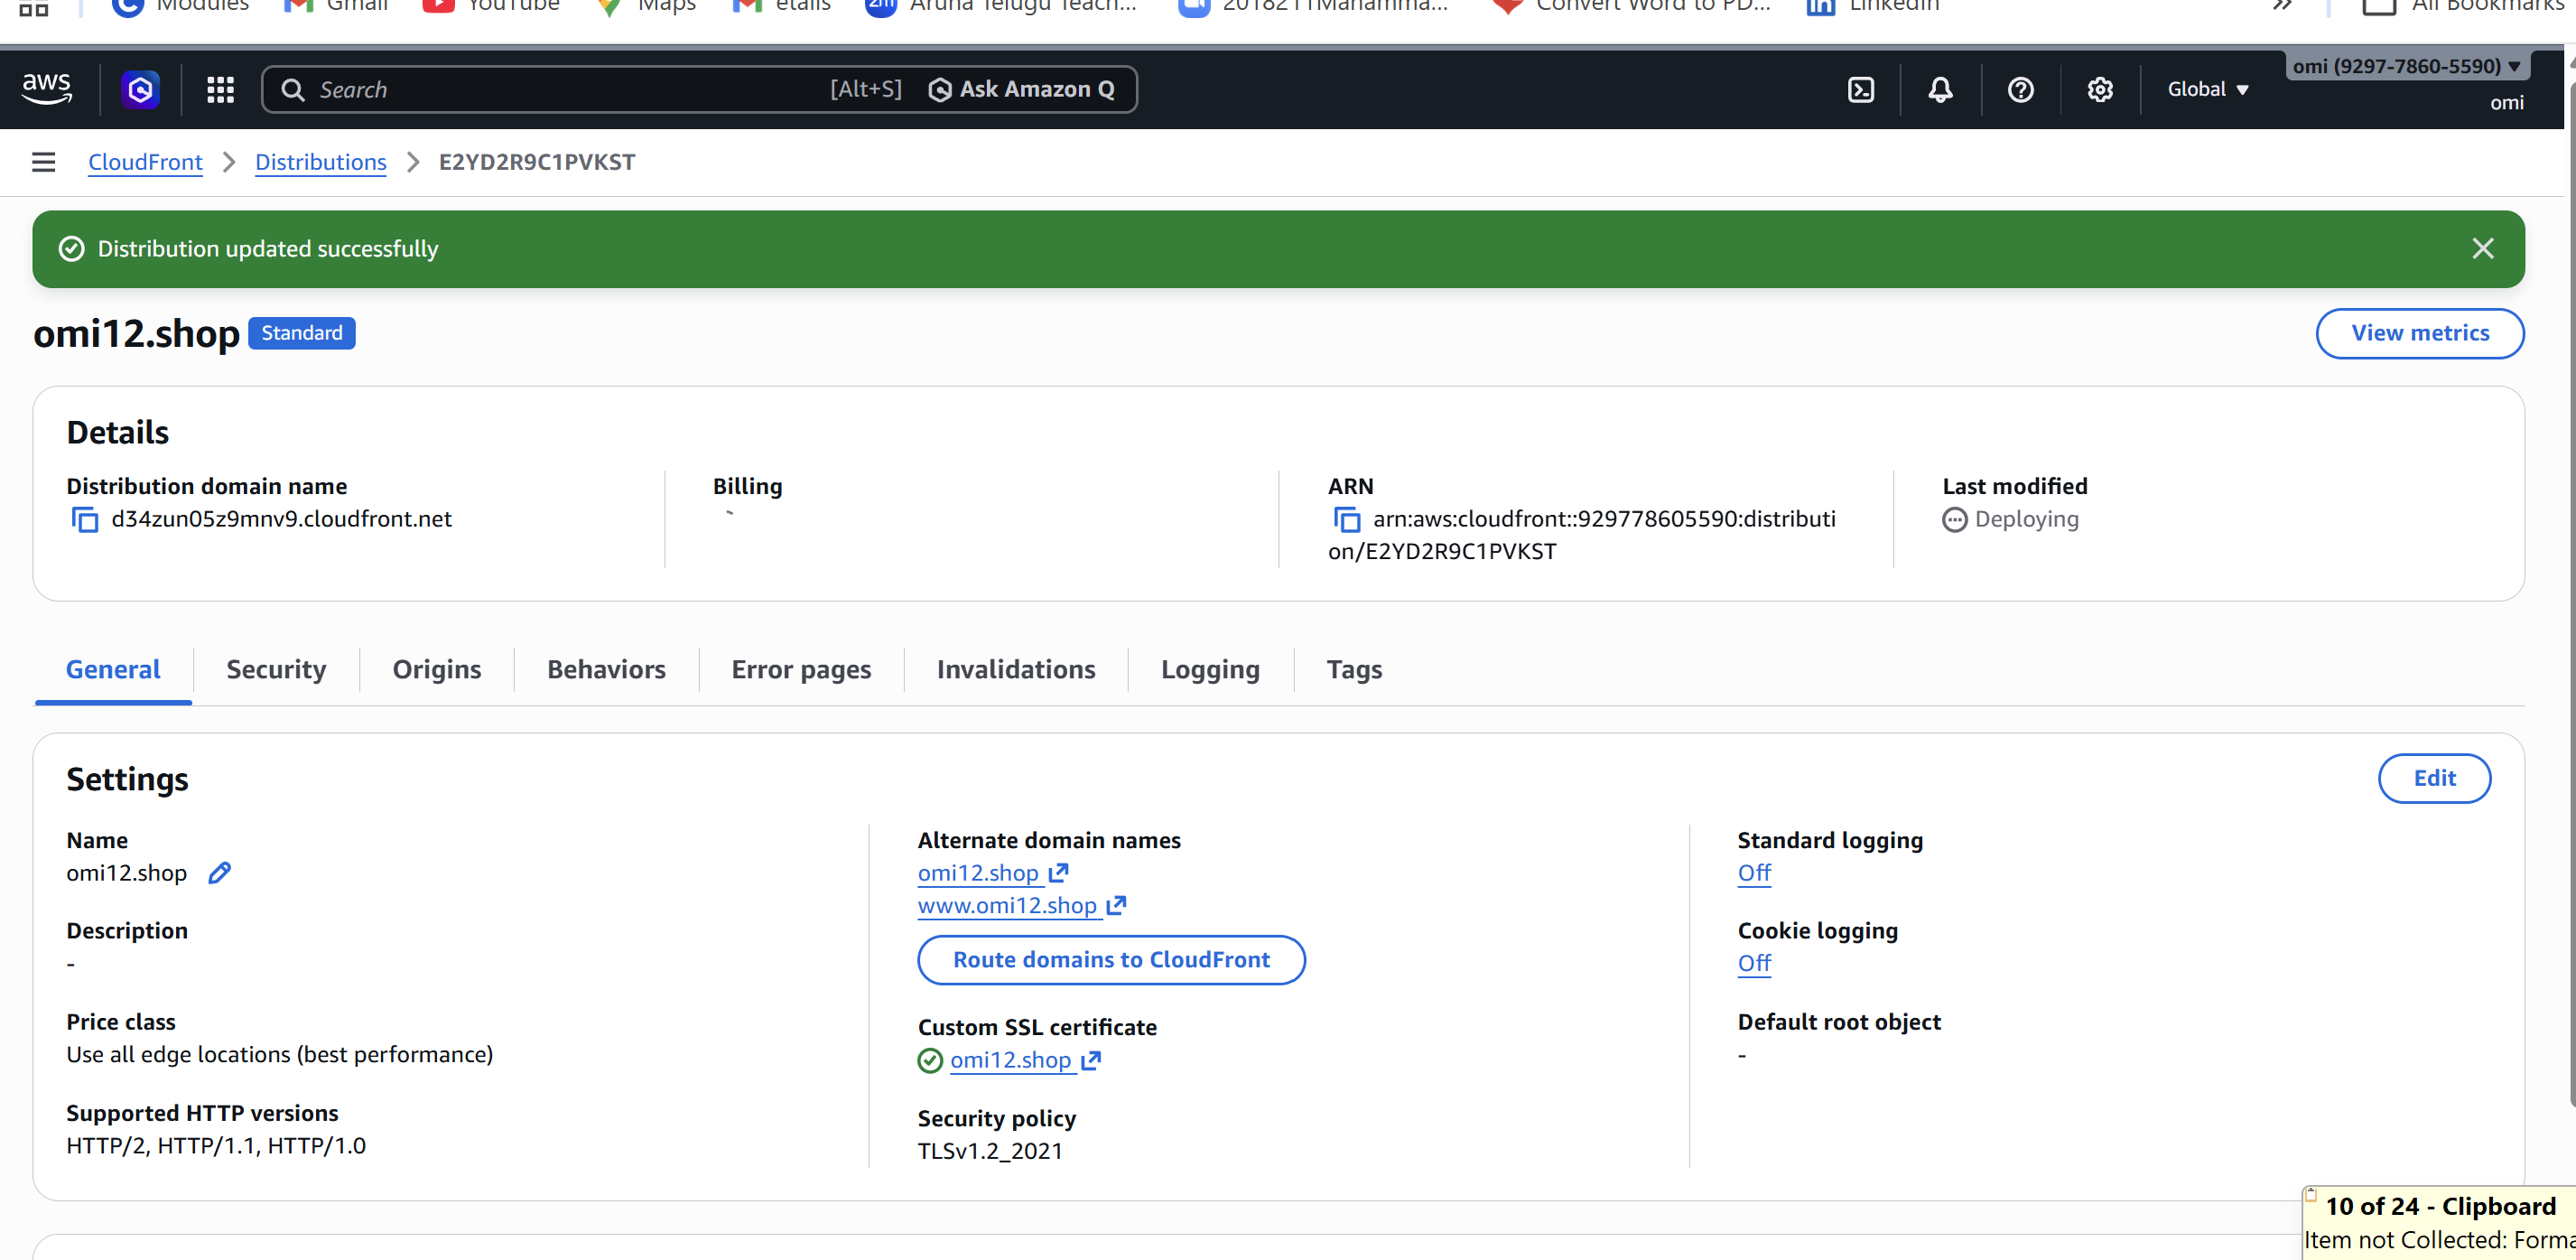 Modules Gmail YouTube Maps etails Aruna Telugu Teach... 2018211Mahamma... Convert Word to PD... LinkedIn » All Bookmarks
aws Search [Alt+S] Ask Amazon Q Global ▼ omi (9297-7860-5590) ▼
omi
CloudFront > Distributions > E2YD2R9C1PVKST
Distribution updated successfully
omi12.shop Standard View metrics
Details
Distribution domain name Billing ARN Last modified
d34zun05z9mnv9.cloudfront.net - arn:aws:cloudfront::929778605590:distributi Deploying
on/E2YD2R9C1PVKST
General Security Origins Behaviors Error pages Invalidations Logging Tags
Settings Edit
Name
omi12.shop
Description
-
Price class
Use all edge locations (best performance)
Supported HTTP versions
HTTP/2, HTTP/1.1, HTTP/1.0
Alternate domain names
omi12.shop
www.omi12.shop
Route domains to CloudFront
Custom SSL certificate
omi12.shop
Security policy
TLSv1.2_2021
Standard logging
Off
Cookie logging
Off
Default root object
-
10 of 24 - Clipboard
Item not Collected: Forma